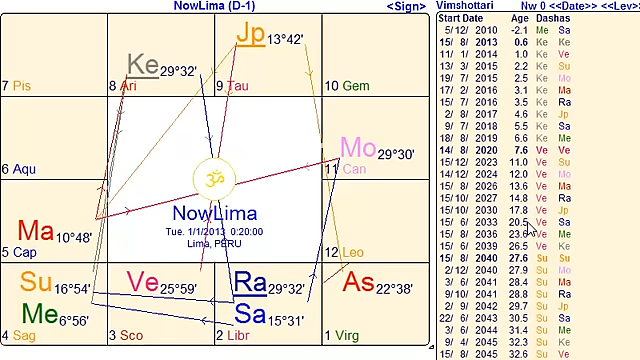 NowLima (D-1)
<Sign>
Vimshottari
Nw 0 <<Date>> <<Lev>
Start Date Age Dashas
5/ 12/ 2010 -2.1 Me Sa
15/ 8/ 2013 0.6 Ke Ke
11/ 1/ 2014 1.0 Ke Ve
13/ 3/ 2015 2.2 Ke Su
19/ 7/ 2015 2.5 Ke Mo
17/ 2/ 2016 3.1 Ke Ma
15/ 7/ 2016 3.5 Ke Ra
2/ 8/ 2017 4.6 Ke Jp
9/ 7/ 2018 5.5 Ke Sa
18/ 8/ 2019 6.6 Ke Me
14/ 8/ 2020 7.6 Ve Ve
15/ 12/ 2023 11.0 Ve Su
14/ 12/ 2024 12.0 Ve Mo
15/ 8/ 2026 13.6 Ve Ma
15/ 10/ 2027 14.8 Ve Ra
15/ 10/ 2030 17.8 Ve Jp
15/ 6/ 2033 20.5 Ve Sa
15/ 8/ 2036 23.6 Ve Me
15/ 6/ 2039 26.5 Ve Ke
15/ 8/ 2040 27.6 Su Su
2/ 12/ 2040 27.9 Su Mo
3/ 6/ 2041 28.4 Su Ma
9/ 10/ 2041 28.8 Su Ra
2/ 9/ 2042 29.7 Su Jp
22/ 6/ 2043 30.5 Su Sa
3/ 6/ 2044 31.4 Su Me
9/ 4/ 2045 32.3 Su Ke
15/ 8/ 2045 32.6 Su Ve
Jp 13°42'
Ke 29°32'
7 Pis
8 Ari
9 Tau
10 Gem
Mo 29°30'
6 Aqu
11 Can
ॐ
NowLima
Tue. 1/1/2013 0:20:00
Lima, PERU
Ma 10°48'
5 Cap
12 Leo
Su 16°54'
Ve 25°59'
Ra 29°32'
As 22°38'
Me 6°56'
Sa 15°31'
4 Sag
3 Sco
2 Libr
1 Virg